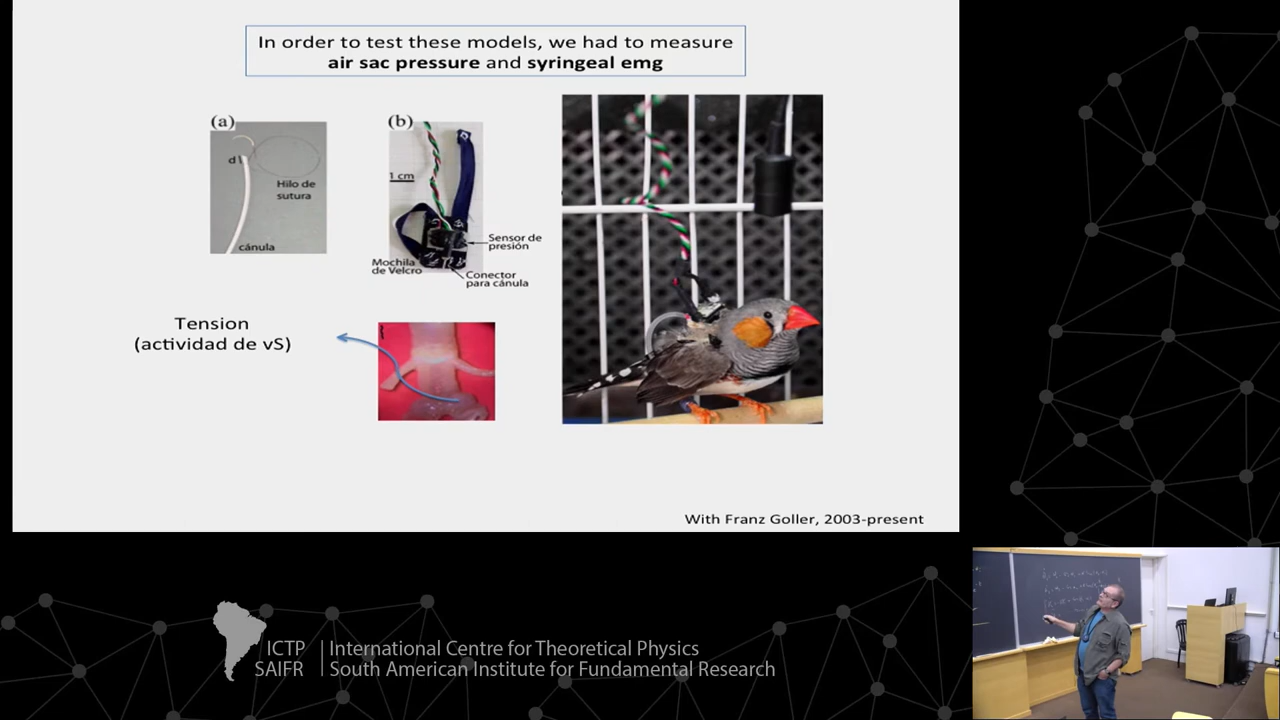 In order to test these models, we had to measure
air sac pressure and syringeal emg
(a)
d
Hilo de
sutura
cánula
(b)
1 cm
Sensor de
presión
Mochila
de Velcro
Conector
para cánula
Tension
(actividad de vS)
With Franz Goller, 2003-present
ICTP
SAIFR
International Centre for Theoretical Physics
South American Institute for Fundamental Research